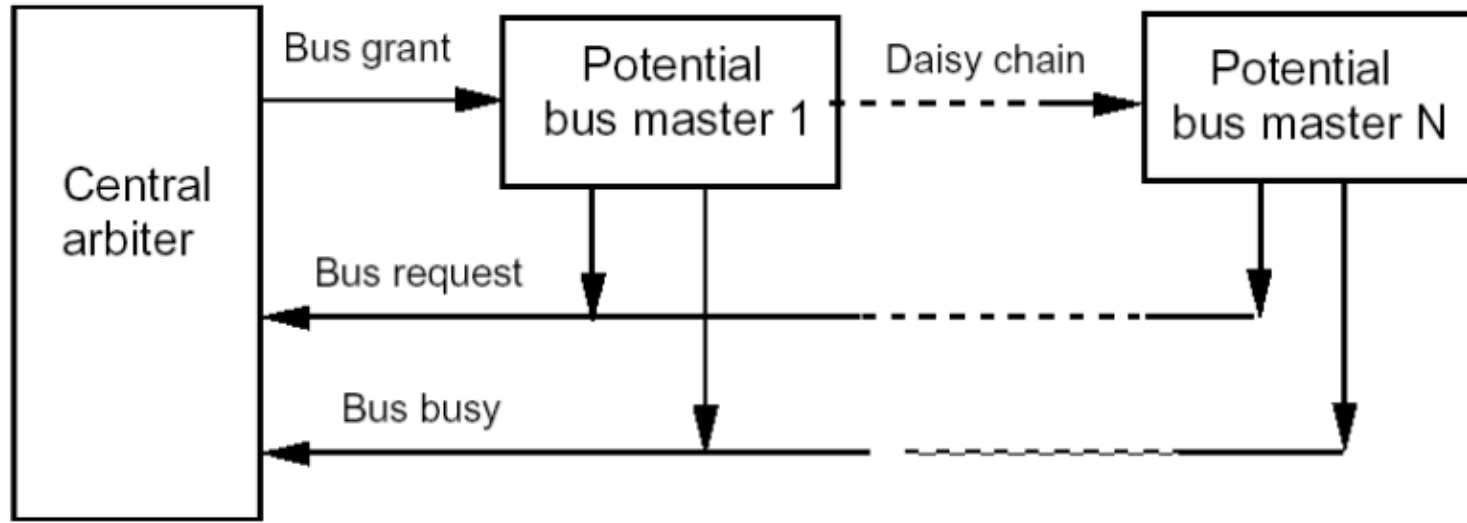 Bus grant
Potential
bus master 1
Daisy chain
Potential
bus master N
Central
arbiter
Bus request
Bus busy